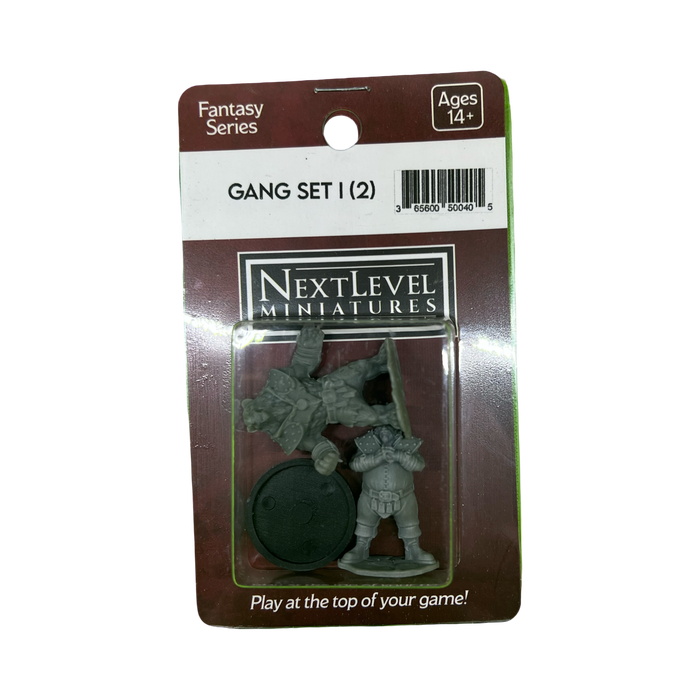 Fantasy
Series
Ages
14+
GANG SET I (2)
3 65600 50040 5
NEXTLEVEL
MINIATURES
Play at the top of your game!